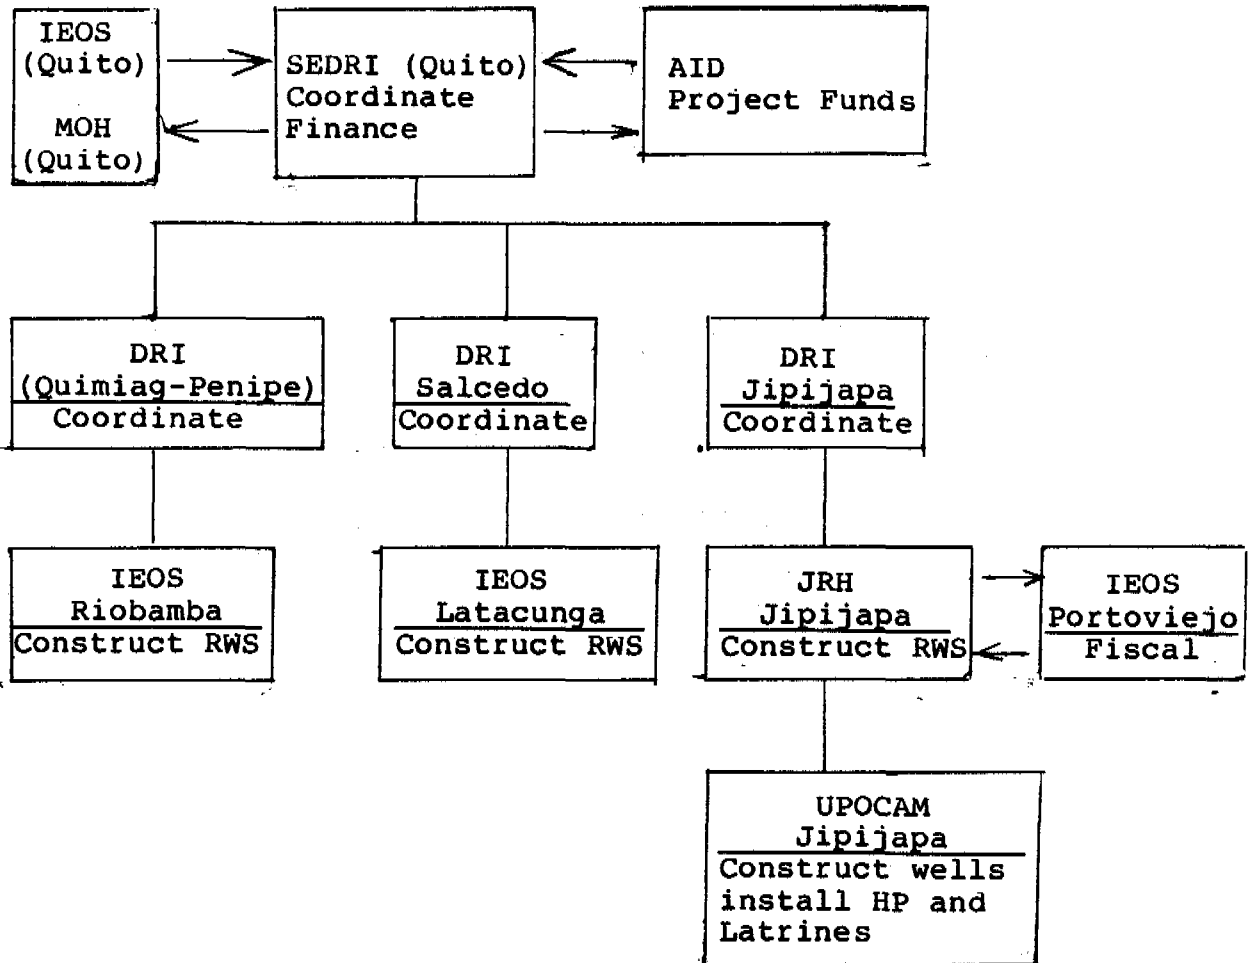 IEOS
(Quito)
MOH
(Quito)
SEDRI (Quito)
Coordinate
Finance
AID
Project Funds
DRI
(Quimiag-Penipe)
Coordinate
DRI
Salcedo
Coordinate
DRI
Jipijapa
Coordinate
IEOS
Riobamba
Construct RWS
IEOS
Latacunga
Construct RWS
JRH
Jipijapa
Construct RWS
IEOS
Portoviejo
Fiscal
UPOCAM
Jipijapa
Construct wells
install HP and
Latrines